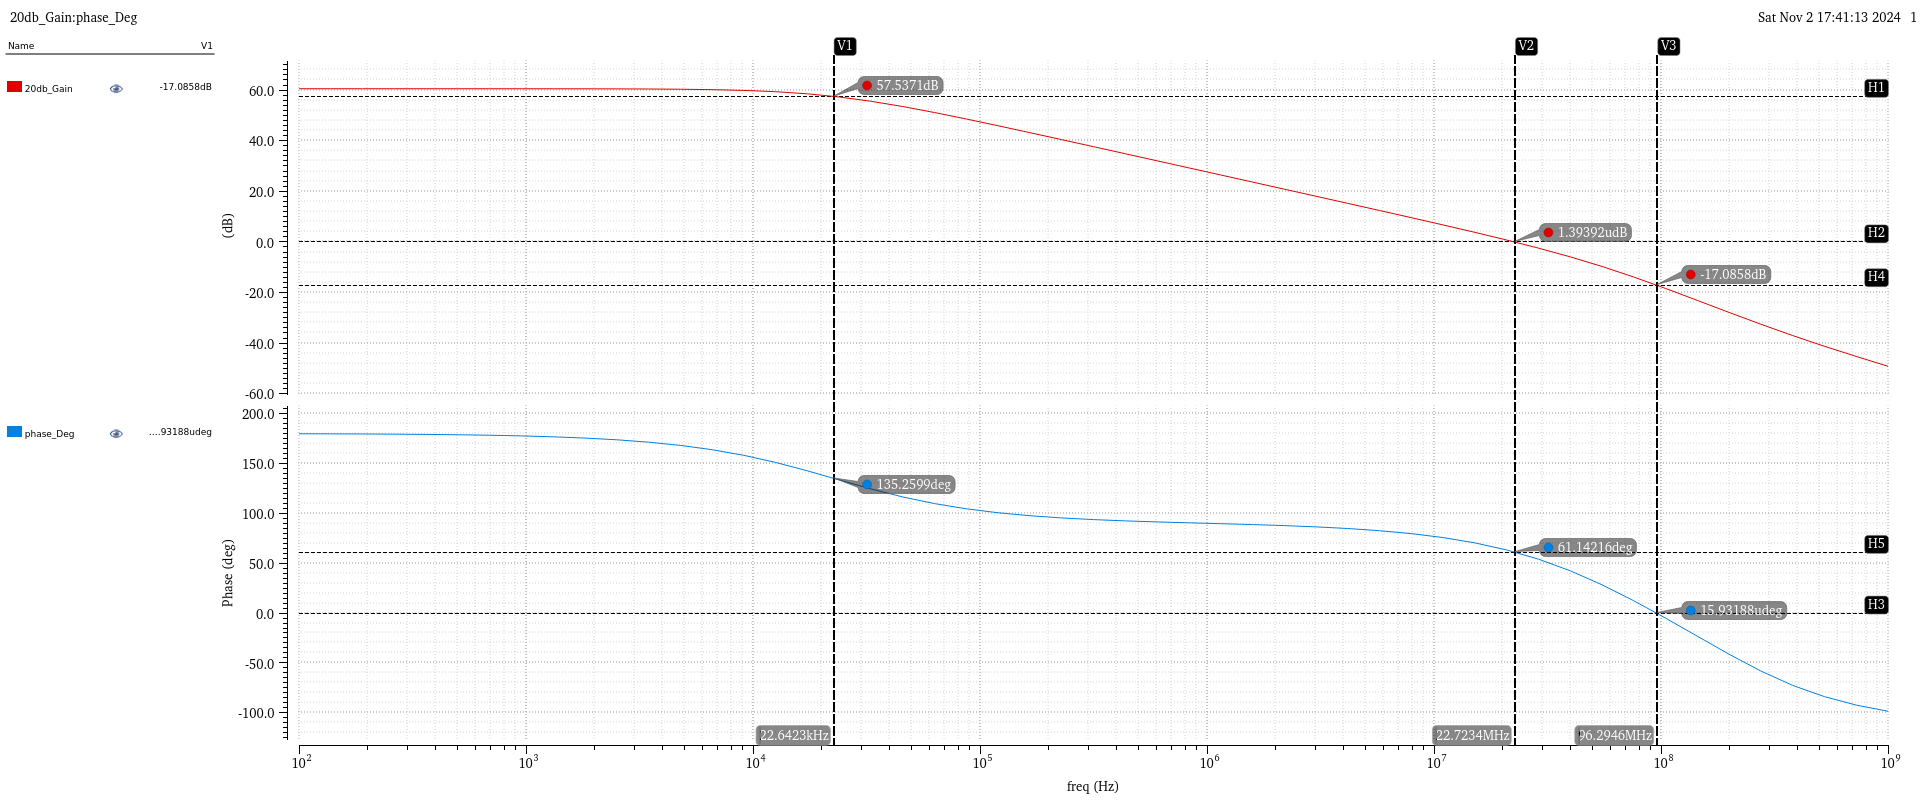 20db_Gain:phase_Deg
Sat Nov 2 17:41:13 2024 1
Name V1
20db_Gain -17.0858dB
phase_Deg ....93188udeg
V1 V2 V3
60.0
40.0
20.0
0.0
-20.0
-40.0
-60.0
(dB)
57.5371dB
1.39392udB
-17.0858dB
H1
H2
H4
200.0
150.0
100.0
50.0
0.0
-50.0
-100.0
Phase (deg)
135.2599deg
61.14216deg
15.93188udeg
H5
H3
22.6423kHz 22.7234MHz 96.2946MHz
10² 10³ 10⁴ 10⁵ 10⁶ 10⁷ 10⁸ 10⁹
freq (Hz)